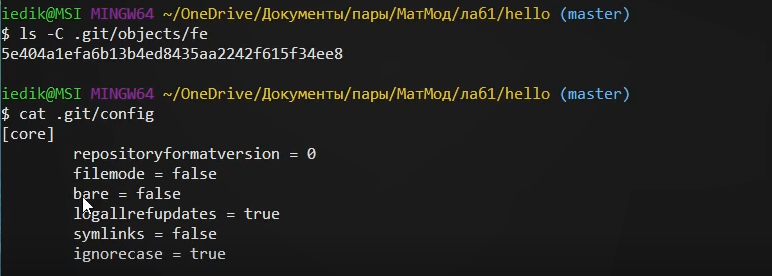 iedik@MSI MINGW64 ~/OneDrive/Документы/пары/МатМод/лаб1/hello (master)
$ ls -C .git/objects/fe
5e404a1efa6b13b4ed8435aa2242f615f34ee8
iedik@MSI MINGW64 ~/OneDrive/Документы/пары/МатМод/лаб1/hello (master)
$ cat .git/config
[core]
        repositoryformatversion = 0
        filemode = false
        bare = false
        logallrefupdates = true
        symlinks = false
        ignorecase = true